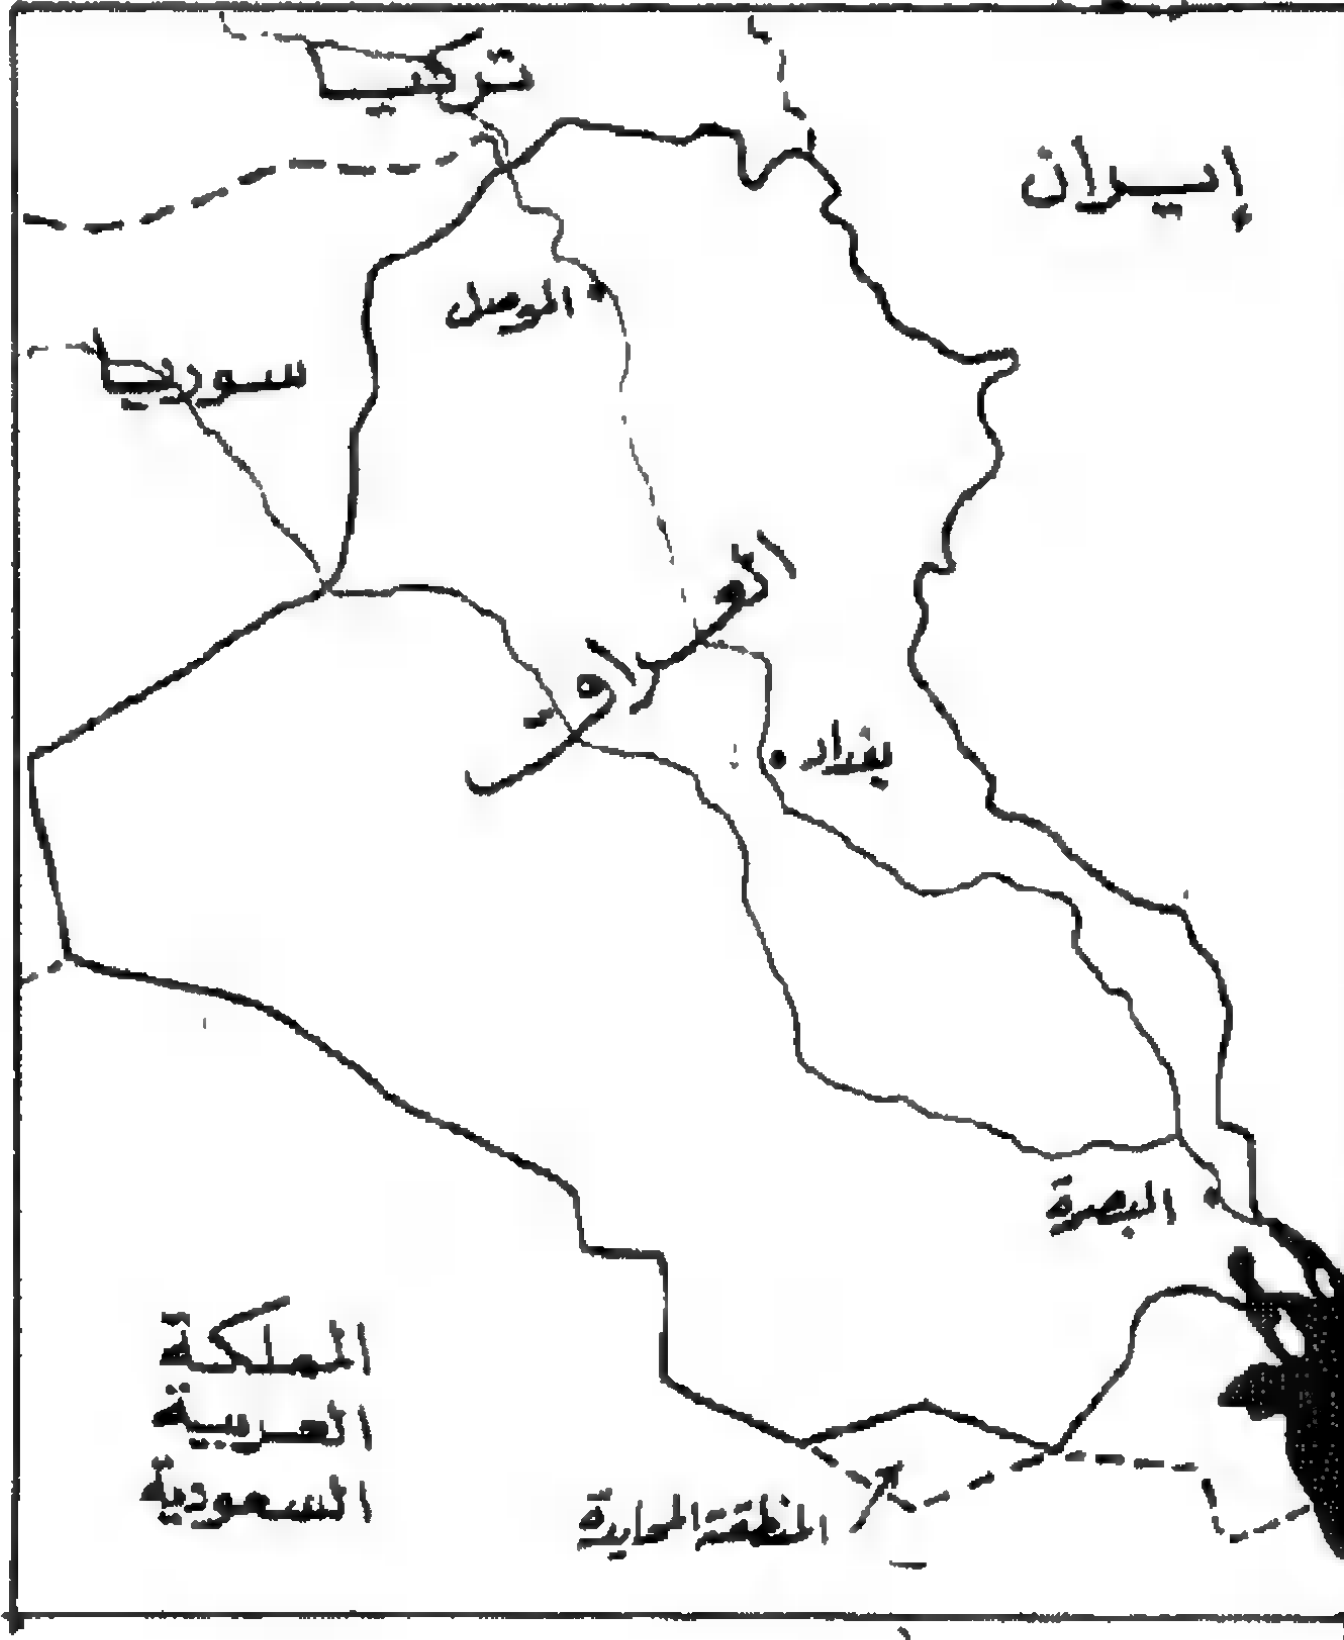 تركيا
إيران
الموصل
سوريا
العراق
بغداد
البصرة
المملكة
العربية
السعودية
المنطقة المحايدة